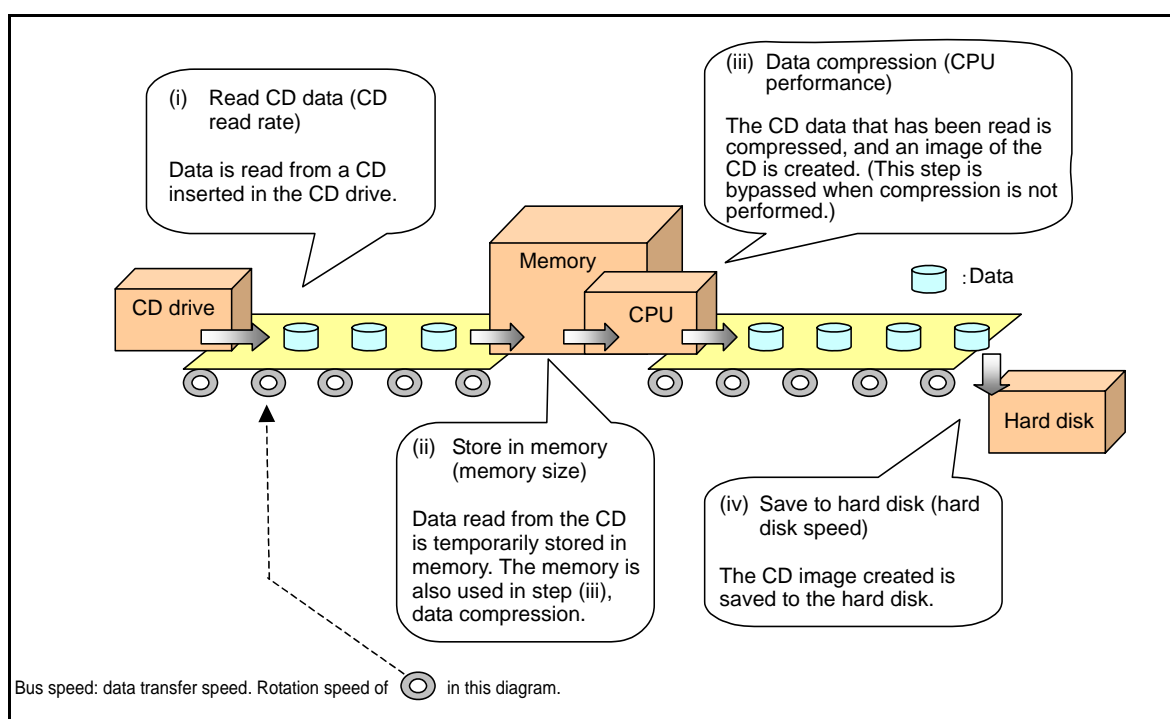 (i) Read CD data (CD
read rate)
Data is read from a CD
inserted in the CD drive.
(iii) Data compression (CPU
performance)
The CD data that has been read is
compressed, and an image of the
CD is created. (This step is
bypassed when compression is not
performed.)
Memory
CD drive
CPU
:Data
Hard disk
(ii) Store in memory
(memory size)
Data read from the CD
is temporarily stored in
memory. The memory is
also used in step (iii),
data compression.
(iv) Save to hard disk (hard
disk speed)
The CD image created is
saved to the hard disk.
Bus speed: data transfer speed. Rotation speed of in this diagram.